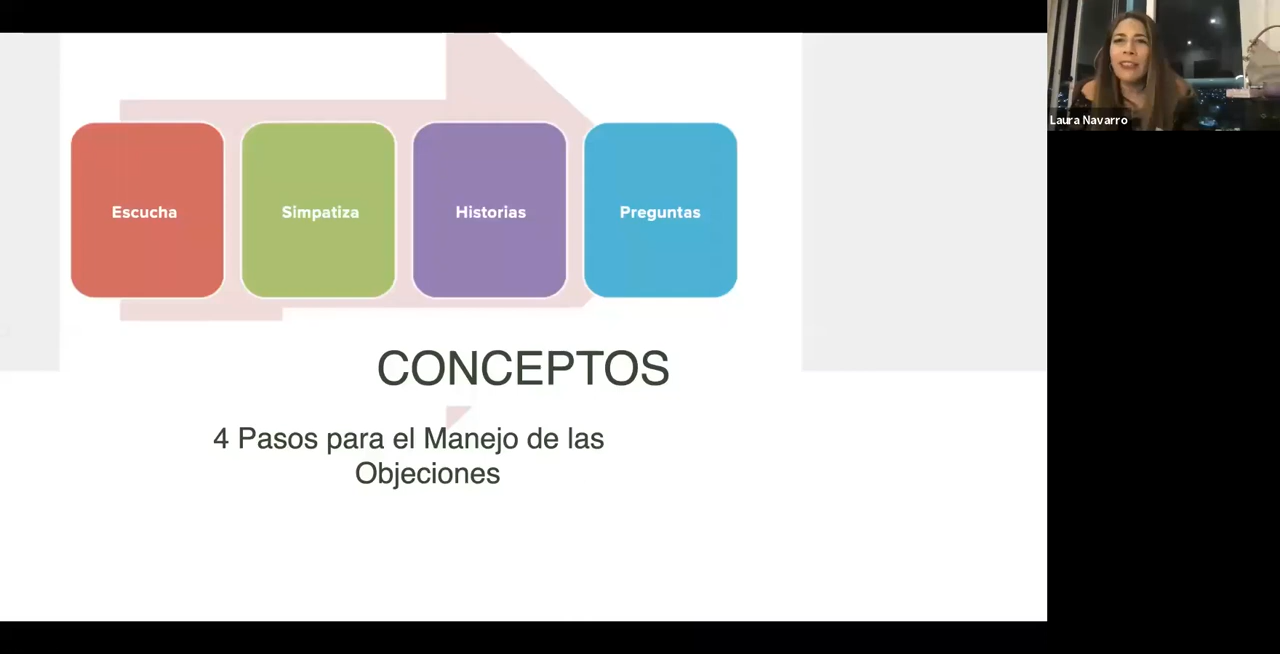 Escucha
Simpatiza
Historias
Preguntas
CONCEPTOS
4 Pasos para el Manejo de las
Objeciones
Laura Navarro